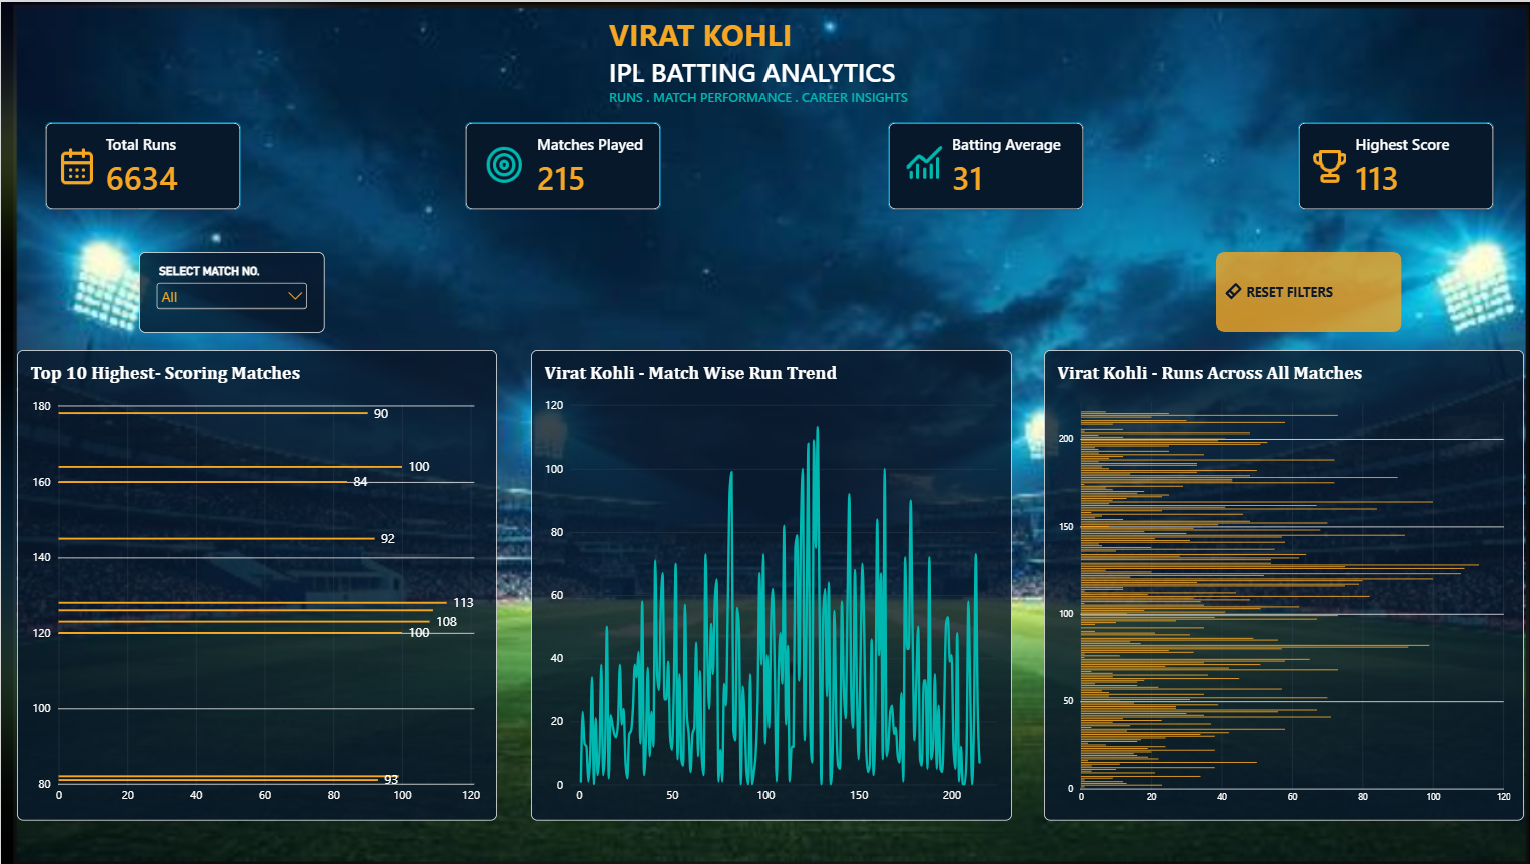 VIRAT KOHLI
IPL BATTING ANALYTICS
RUNS . MATCH PERFORMANCE . CAREER INSIGHTS
Total Runs
6634
Matches Played
215
Batting Average
31
Highest Score
113
SELECT MATCH NO.
All
RESET FILTERS
Top 10 Highest- Scoring Matches
180
90
100
160
84
92
140
113
108
120
100
100
93
80
0 20 40 60 80 100 120
Virat Kohli - Match Wise Run Trend
120
100
80
60
40
20
0
0 50 100 150 200
Virat Kohli - Runs Across All Matches
200
150
100
50
0
0 20 40 60 80 100 120